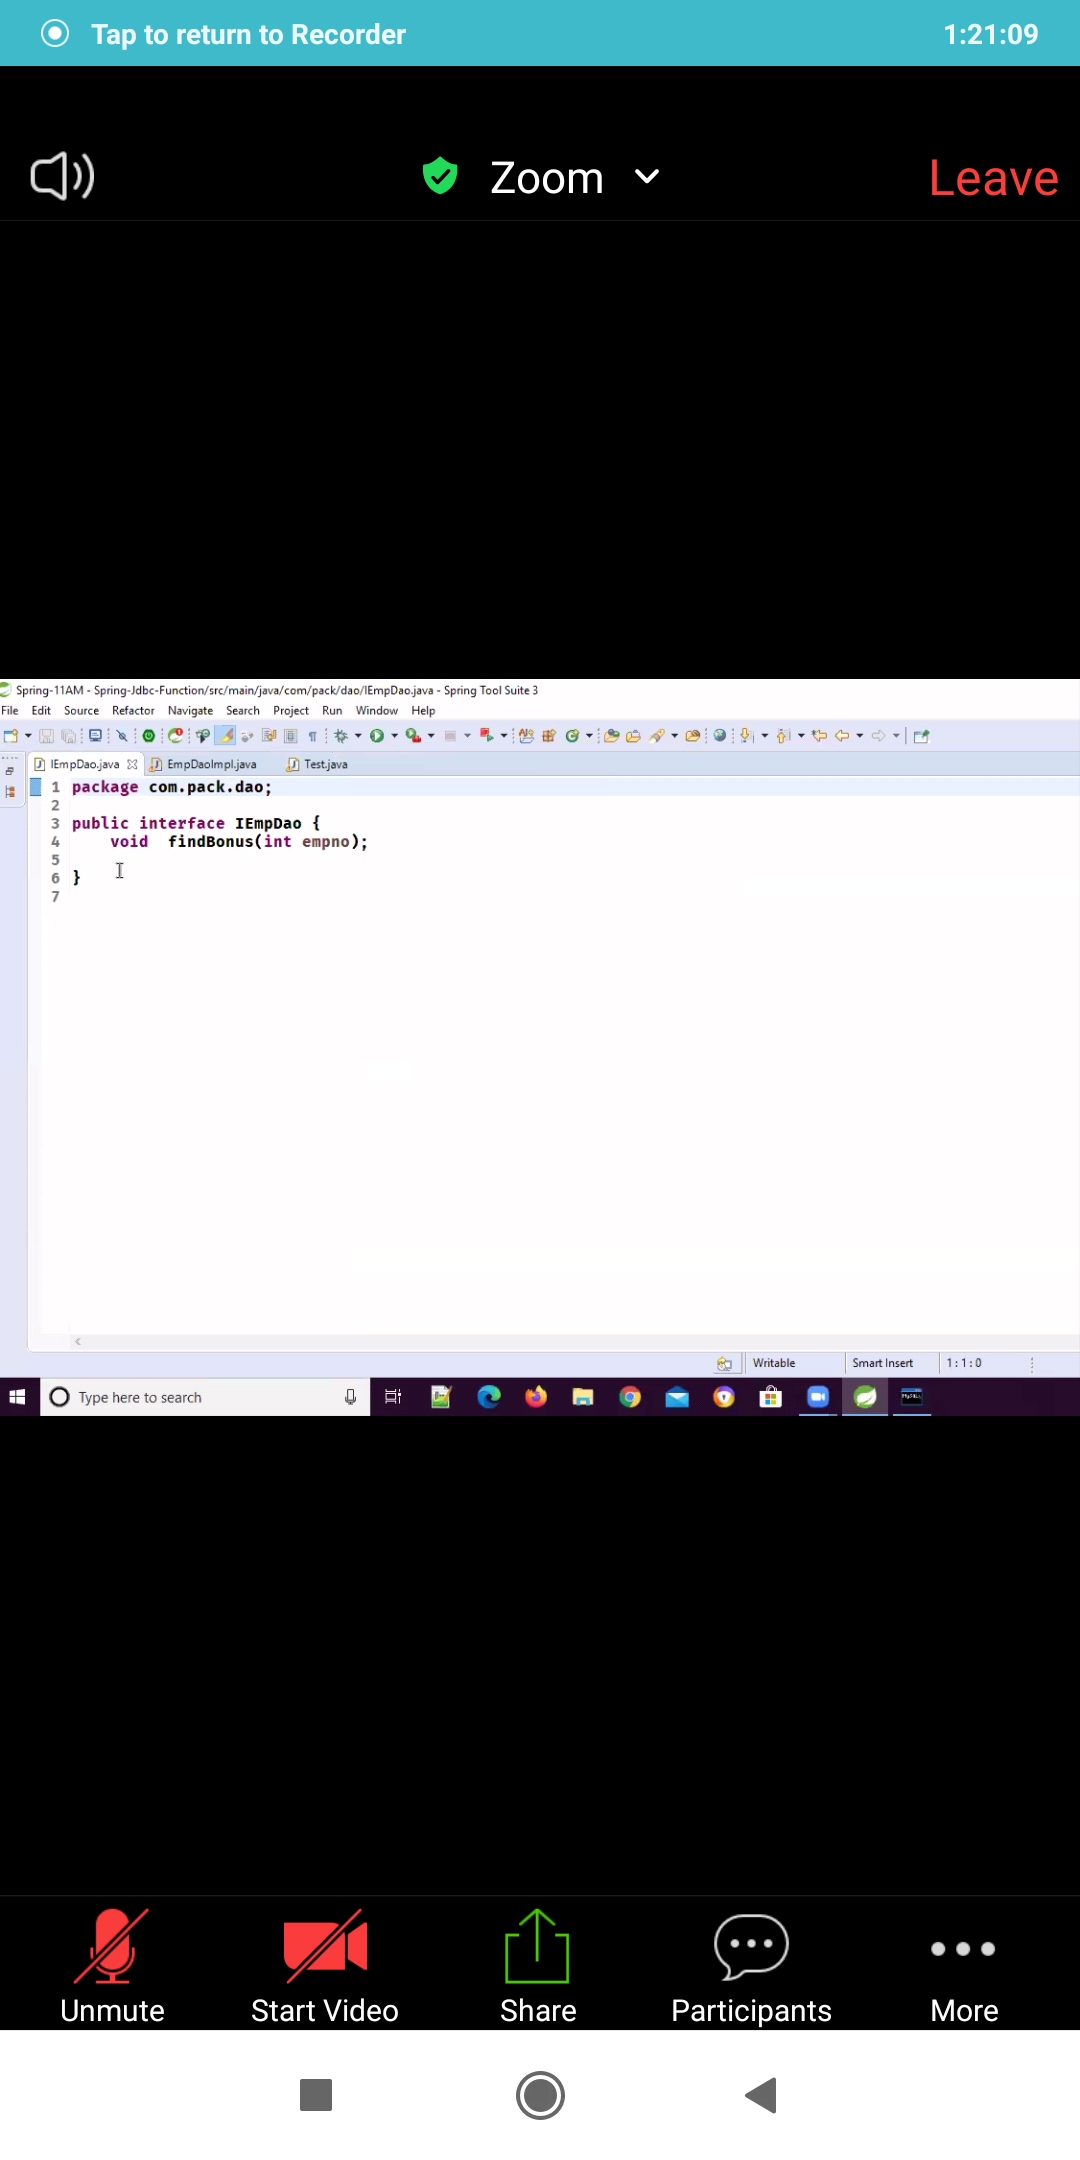 Tap to return to Recorder 1:21:09
Zoom Leave
Spring-11AM - Spring-Jdbc-Function/src/main/java/com/pack/dao/IEmpDao.java - Spring Tool Suite 3
File Edit Source Refactor Navigate Search Project Run Window Help
IEmpDao.java EmpDaoImpl.java Test.java
1 package com.pack.dao;
2
3 public interface IEmpDao {
4 void findBonus(int empno);
5
6 }
7
Writable Smart Insert 1:1:0
Type here to search
Unmute Start Video Share Participants More